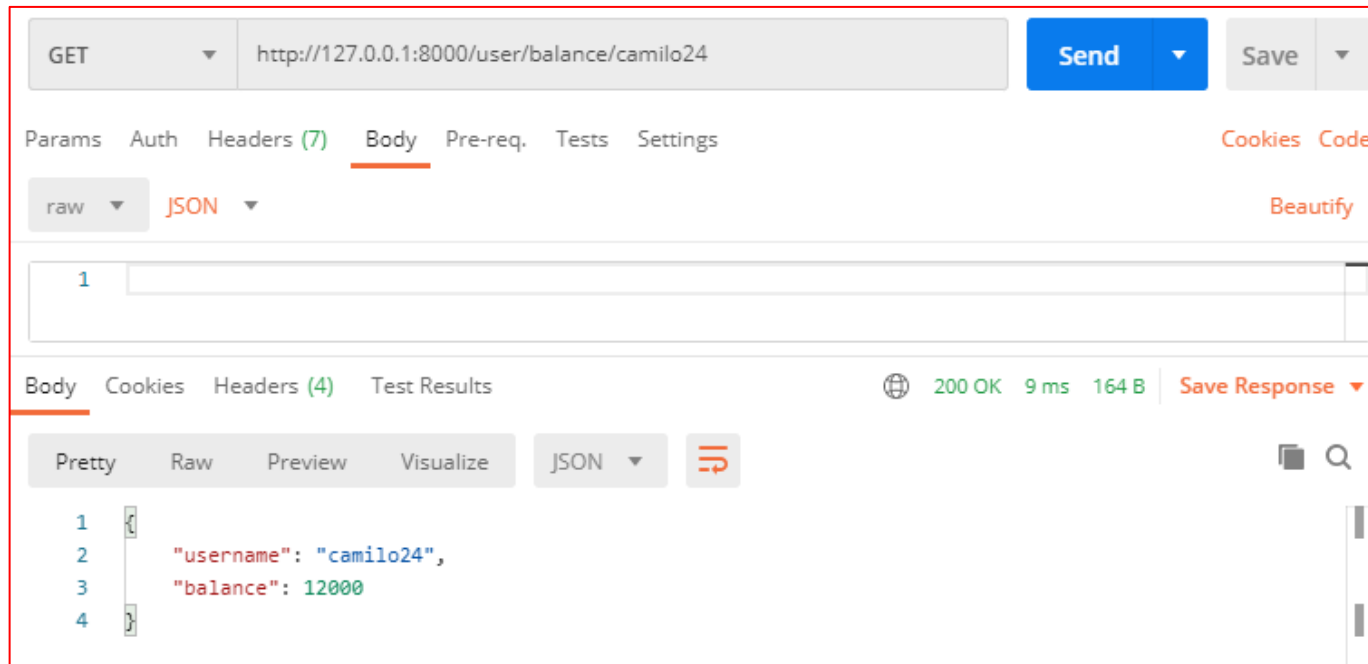 GET http://127.0.0.1:8000/user/balance/camilo24 Send Save
Params Auth Headers (7) Body Pre-req. Tests Settings Cookies Code
raw JSON Beautify
1
Body Cookies Headers (4) Test Results 200 OK 9 ms 164 B Save Response
Pretty Raw Preview Visualize JSON
1 {
2 "username": "camilo24",
3 "balance": 12000
4 }